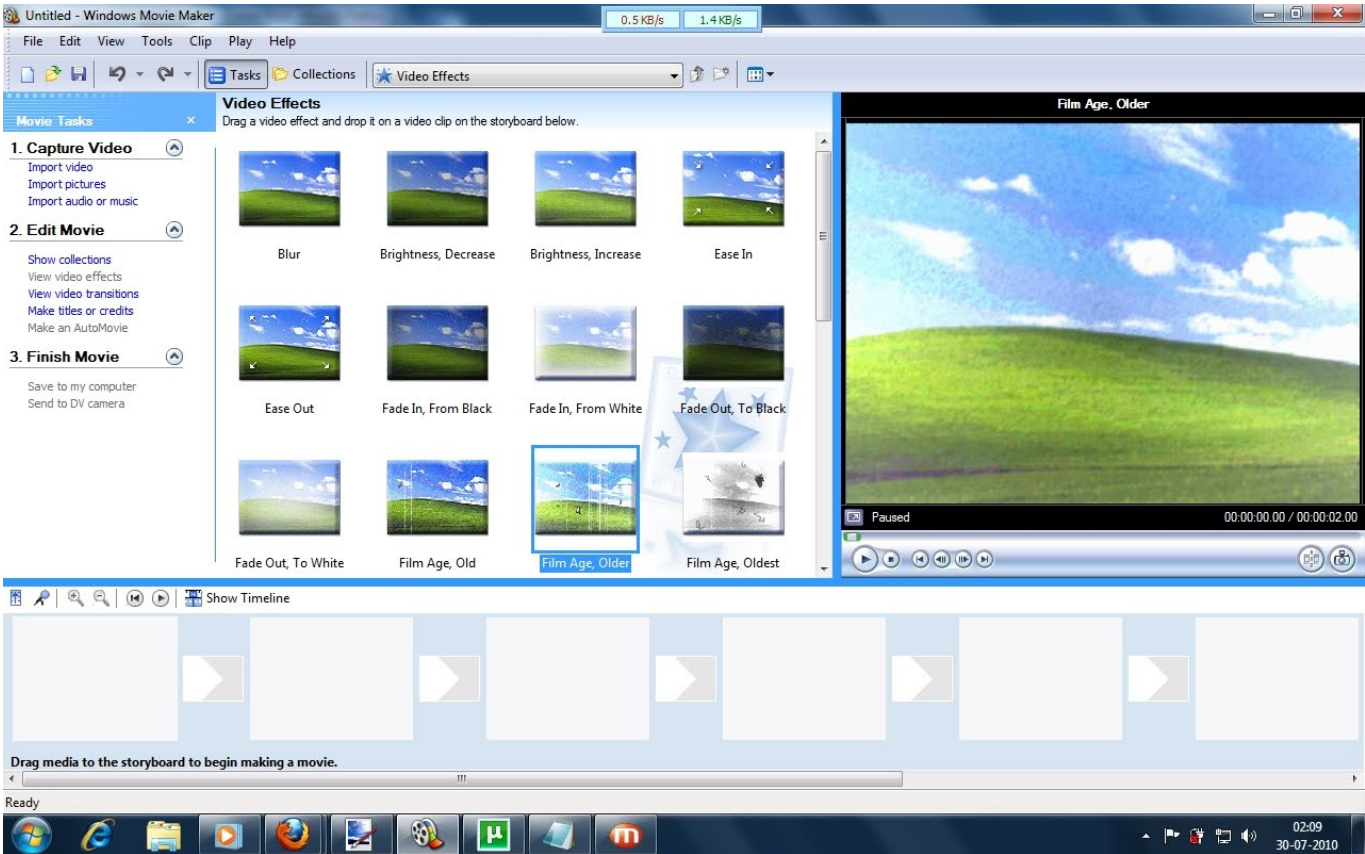 Untitled - Windows Movie Maker
0.5 KB/s 1.4 KB/s
File Edit View Tools Clip Play Help
Tasks Collections Video Effects
Movie Tasks
1. Capture Video
Import video
Import pictures
Import audio or music
2. Edit Movie
Show collections
View video effects
View video transitions
Make titles or credits
Make an AutoMovie
3. Finish Movie
Save to my computer
Send to DV camera
Video Effects
Drag a video effect and drop it on a video clip on the storyboard below.
Blur Brightness, Decrease Brightness, Increase Ease In
Ease Out Fade In, From Black Fade In, From White Fade Out, To Black
Fade Out, To White Film Age, Old Film Age, Older Film Age, Oldest
Film Age, Older
Paused 00:00:00.00 / 00:00:02.00
Show Timeline
Drag media to the storyboard to begin making a movie.
Ready
02:09
30-07-2010